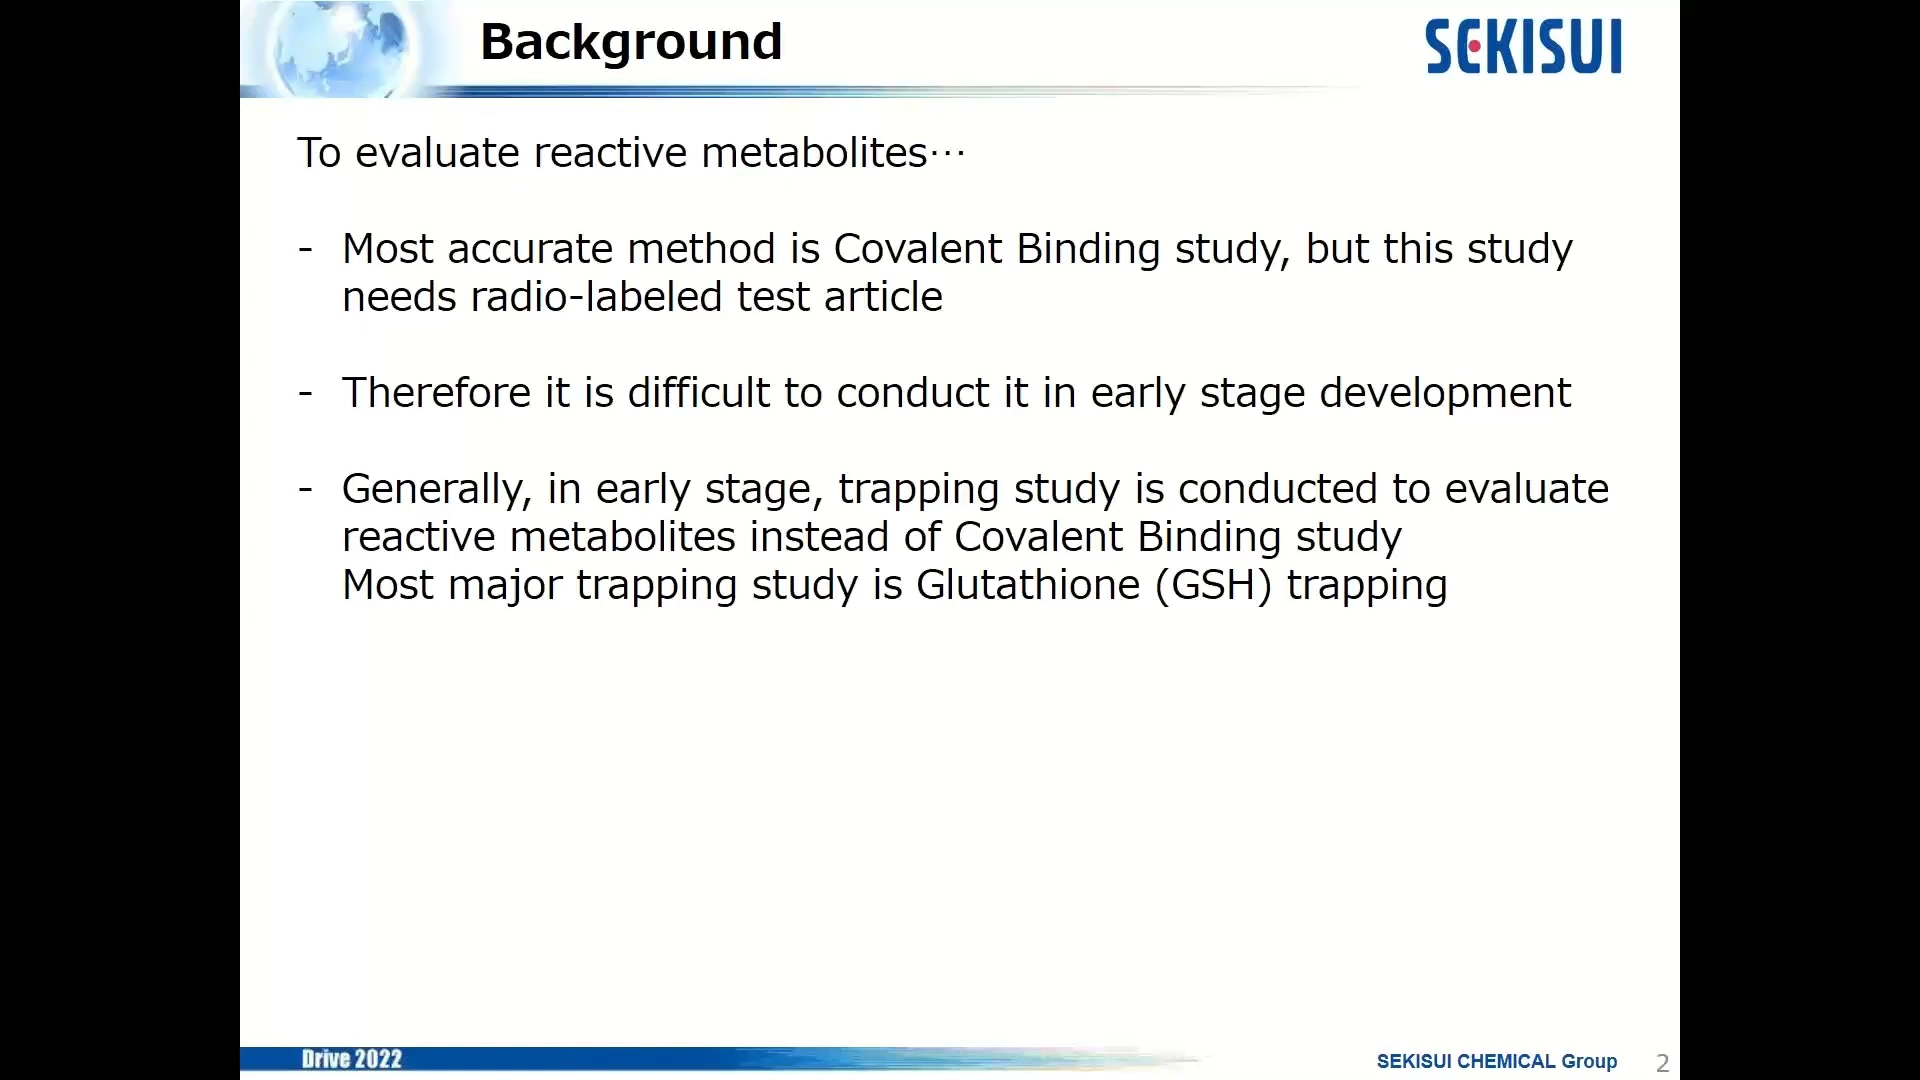 Background
SEKISUI
To evaluate reactive metabolites…
- Most accurate method is Covalent Binding study, but this study
needs radio-labeled test article
- Therefore it is difficult to conduct it in early stage development
- Generally, in early stage, trapping study is conducted to evaluate
reactive metabolites instead of Covalent Binding study
Most major trapping study is Glutathione (GSH) trapping
Drive 2022
SEKISUI CHEMICAL Group
2